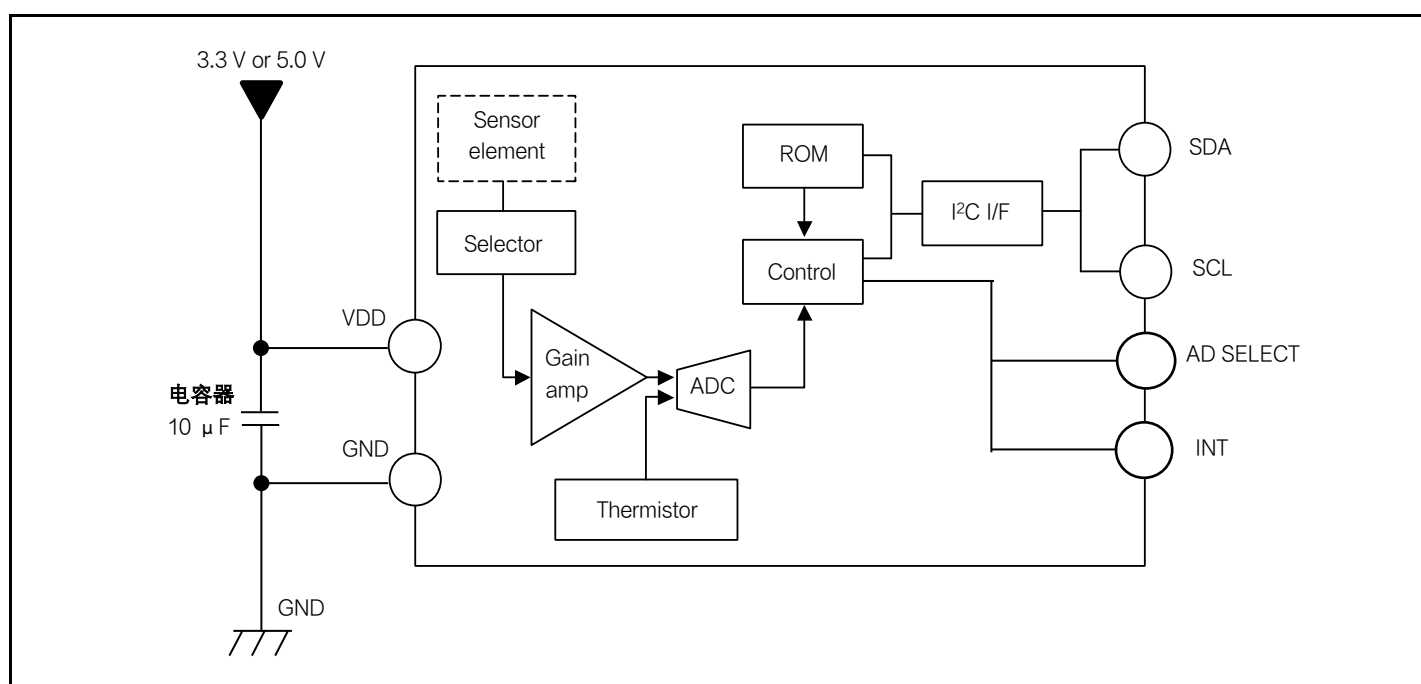 3.3 V or 5.0 V
Sensor
element
ROM
SDA
I²C I/F
Selector
Control
SCL
VDD
Gain
amp
ADC
AD SELECT
电容器
10 μF
GND
INT
Thermistor
GND